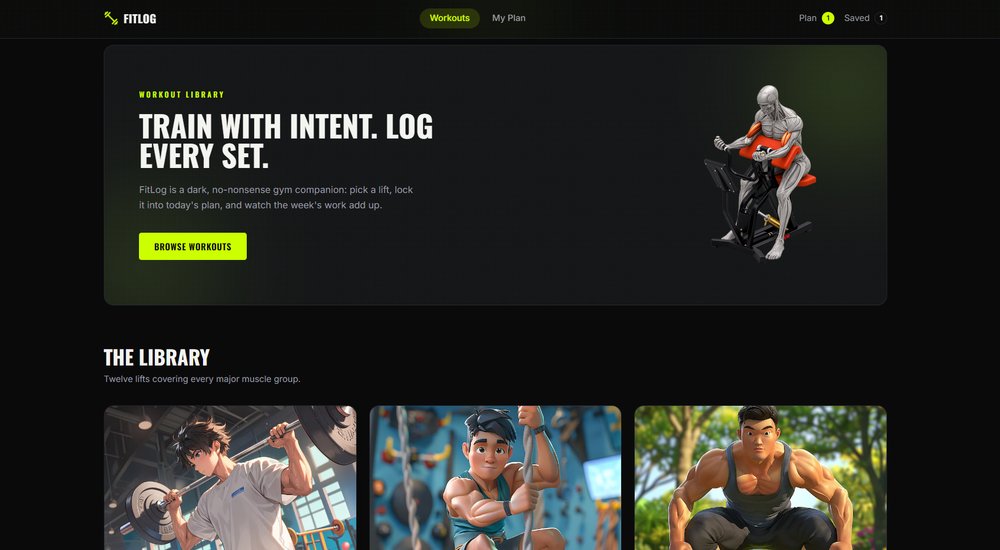 FITLOG
Workouts
My Plan
Plan 1
Saved 1
WORKOUT LIBRARY
TRAIN WITH INTENT. LOG
EVERY SET.
FitLog is a dark, no-nonsense gym companion: pick a lift, lock
it into today's plan, and watch the week's work add up.
BROWSE WORKOUTS
THE LIBRARY
Twelve lifts covering every major muscle group.